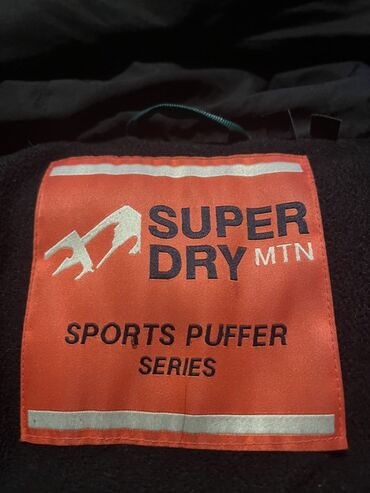 SUPER
DRY MTN
SPORTS PUFFER
SERIES